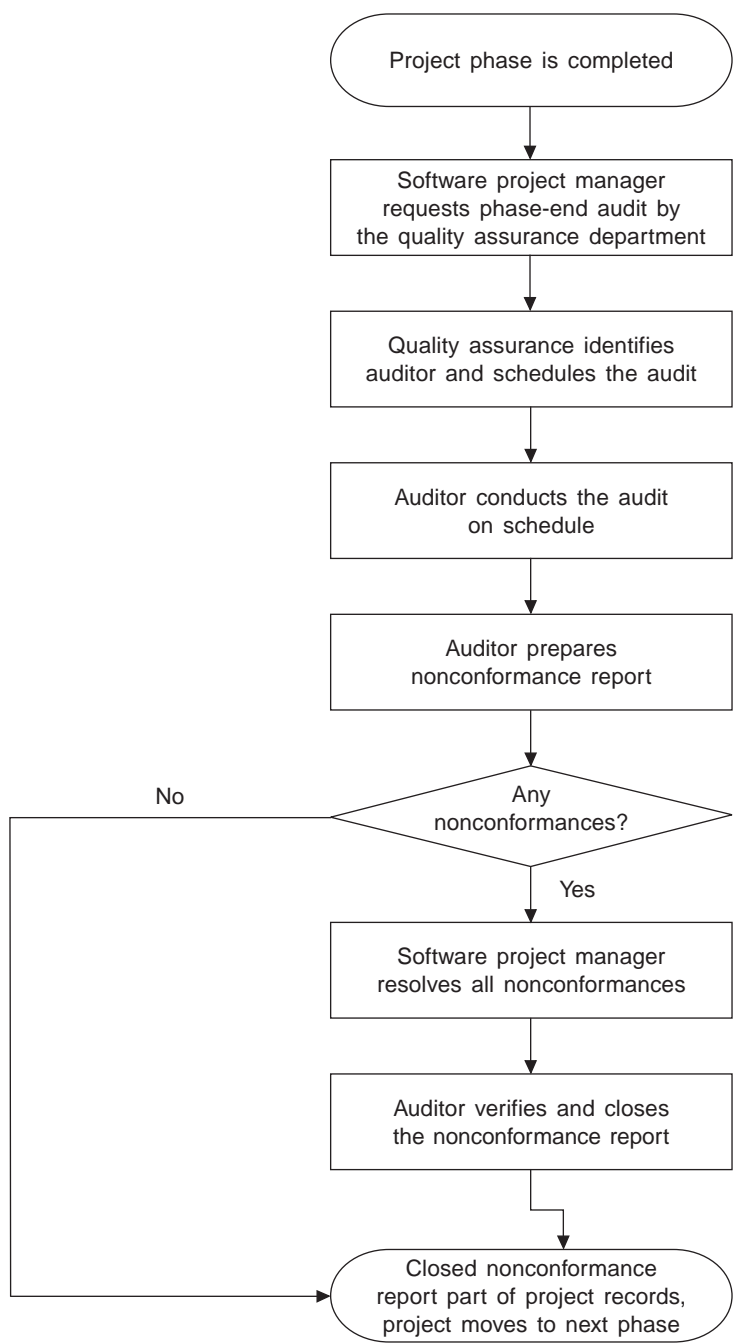 Project phase is completed
Software project manager
requests phase-end audit by
the quality assurance department
Quality assurance identifies
auditor and schedules the audit
Auditor conducts the audit
on schedule
Auditor prepares
nonconformance report
No
Any
nonconformances?
Yes
Software project manager
resolves all nonconformances
Auditor verifies and closes
the nonconformance report
Closed nonconformance
report part of project records,
project moves to next phase